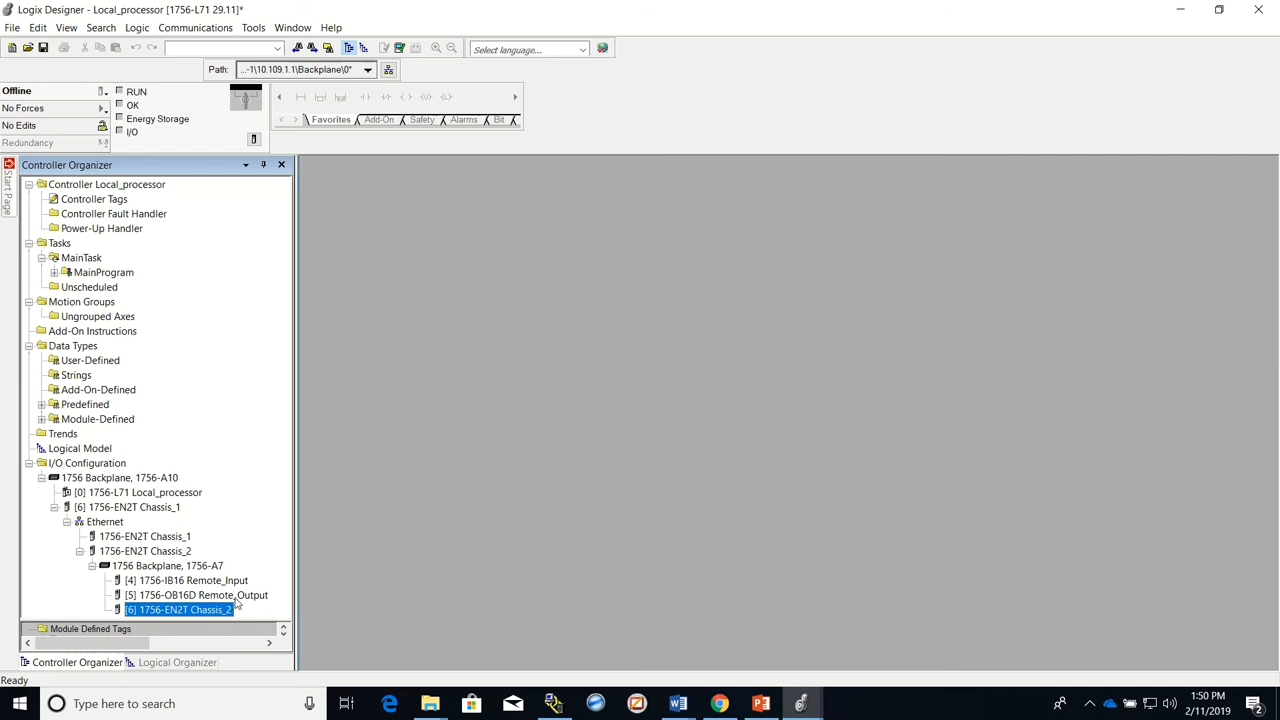 Logix Designer - Local_processor [1756-L71 29.11]*
File Edit View Search Logic Communications Tools Window Help
Select language...
Path: ...-1\10.109.1.1\Backplane\0*
Offline
RUN
No Forces
OK
Energy Storage
No Edits
I/O
Redundancy
Favorites Add-On Safety Alarms Bit
Start Page
Controller Organizer
Controller Local_processor
Controller Tags
Controller Fault Handler
Power-Up Handler
Tasks
MainTask
MainProgram
Unscheduled
Motion Groups
Ungrouped Axes
Add-On Instructions
Data Types
User-Defined
Strings
Add-On-Defined
Predefined
Module-Defined
Trends
Logical Model
I/O Configuration
1756 Backplane, 1756-A10
[0] 1756-L71 Local_processor
[6] 1756-EN2T Chassis_1
Ethernet
1756-EN2T Chassis_1
1756-EN2T Chassis_2
1756 Backplane, 1756-A7
[4] 1756-IB16 Remote_Input
[5] 1756-OB16D Remote_Output
[6] 1756-EN2T Chassis_2
Module Defined Tags
Controller Organizer Logical Organizer
Ready
Type here to search
1:50 PM
2/11/2019
2